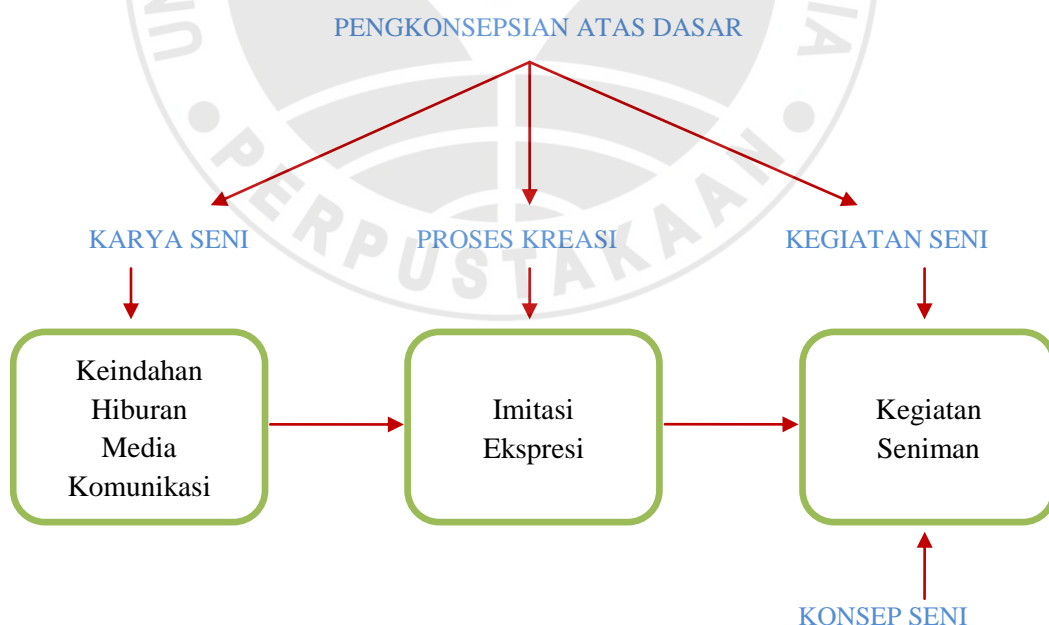 PENGKONSEPSIAN ATAS DASAR
KARYA SENI
PROSES KREASI
KEGIATAN SENI
Keindahan
Hiburan
Media
Komunikasi
Imitasi
Ekspresi
Kegiatan
Seniman
KONSEP SENI
PERPUSTAKAAN